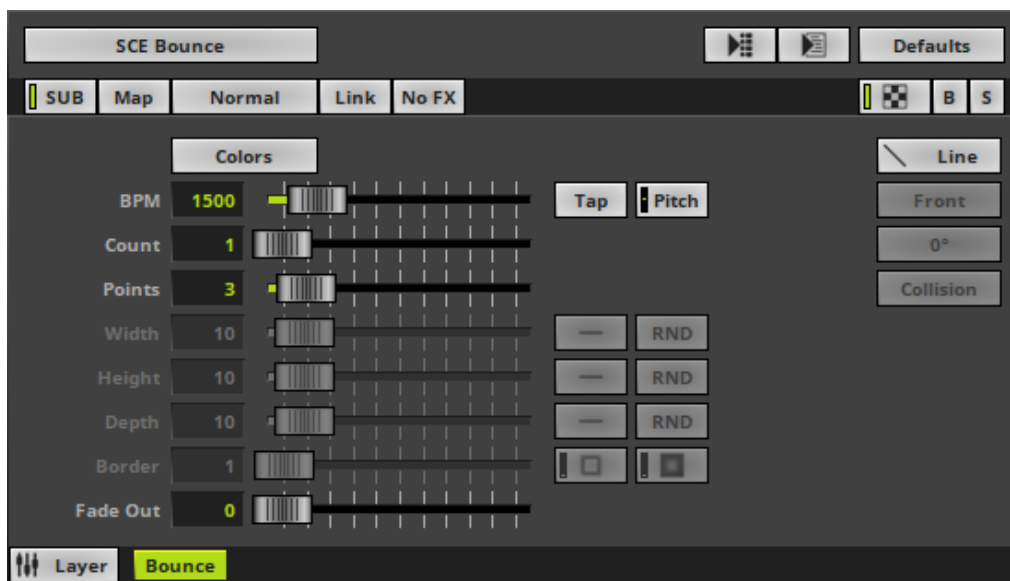 SCE Bounce Defaults
SUB Map Normal Link No FX B S
Colors Line
BPM 1500 Tap Pitch Front
Count 1 0°
Points 3 Collision
Width 10 RND
Height 10 RND
Depth 10 RND
Border 1
Fade Out 0
Layer Bounce